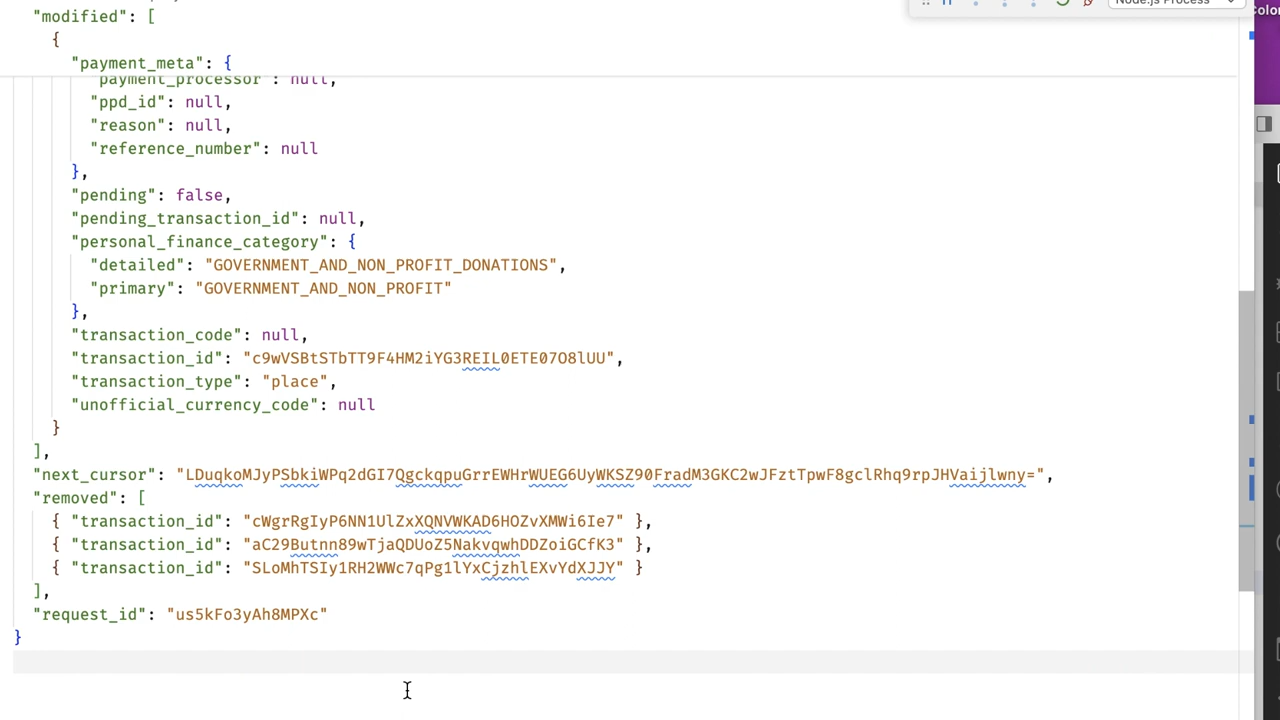 "modified": [
{
"payment_meta": {
payment_processor": null,
"ppd_id": null,
"reason": null,
"reference_number": null
},
"pending": false,
"pending_transaction_id": null,
"personal_finance_category": {
"detailed": "GOVERNMENT_AND_NON_PROFIT_DONATIONS",
"primary": "GOVERNMENT_AND_NON_PROFIT"
},
"transaction_code": null,
"transaction_id": "c9wVSBtSTbTT9F4HM2iYG3REIL0ETE07O8lUU",
"transaction_type": "place",
"unofficial_currency_code": null
}
],
"next_cursor": "LDuqkoMJyPSbkiWPq2dGI7QgckqpuGrrEWHrWUEG6UyWKSZ90FradM3GKC2wJFztTpwF8gclRhq9rpJHVaijlwny=",
"removed": [
{ "transaction_id": "cWgrRgIyP6NN1UlZxXQNVWKAD6HOZvXMWi6Ie7" },
{ "transaction_id": "aC29Butnn89wTjaQDUoZ5NakvqwhDDZoiGCfK3" },
{ "transaction_id": "SLoMhTSIy1RH2WWc7qPg1lYxCjzhlEXvYdXJJY" }
],
"request_id": "us5kFo3yAh8MPXc"
}
Node.js Process